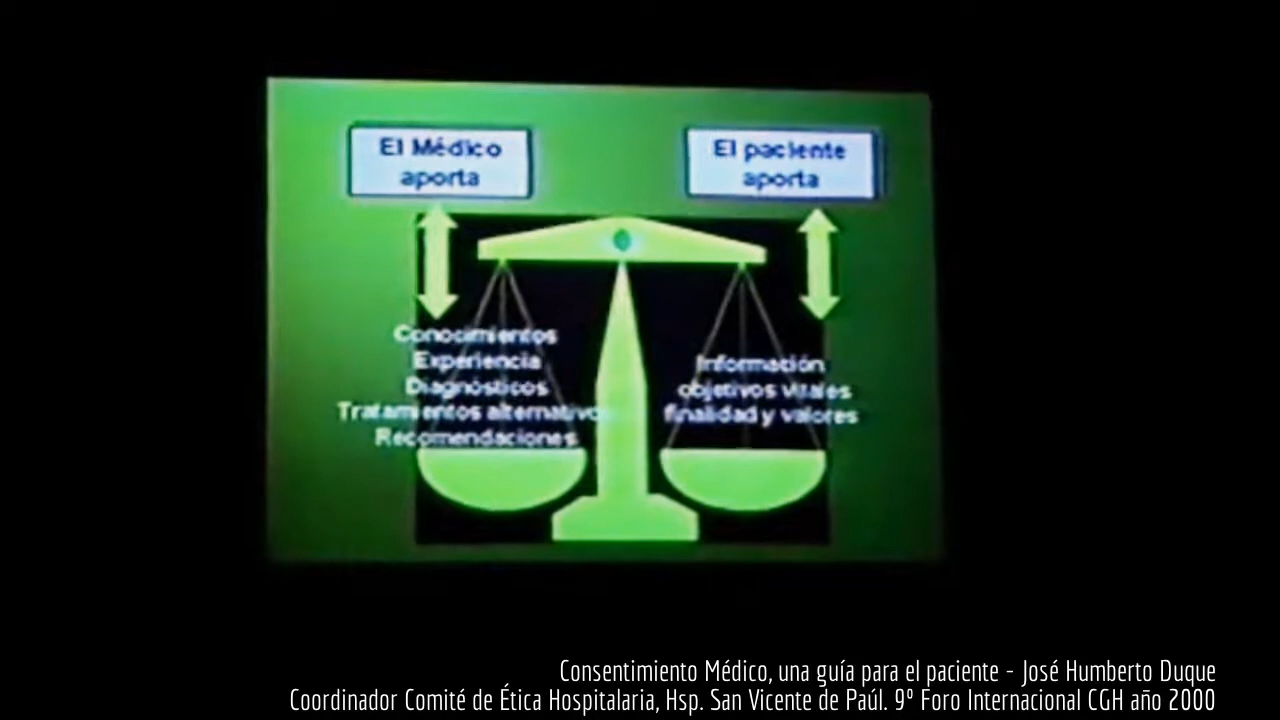 El Médico
aporta
El paciente
aporta
Conocimientos
Experiencia
Diagnósticos
Tratamientos alternativos
Recomendaciones
Información
objetivos vitales
finalidad y valores
Consentimiento Médico, una guía para el paciente - José Humberto Duque
Coordinador Comité de Ética Hospitalaria, Hsp. San Vicente de Paúl. 9º Foro Internacional CGH año 2000